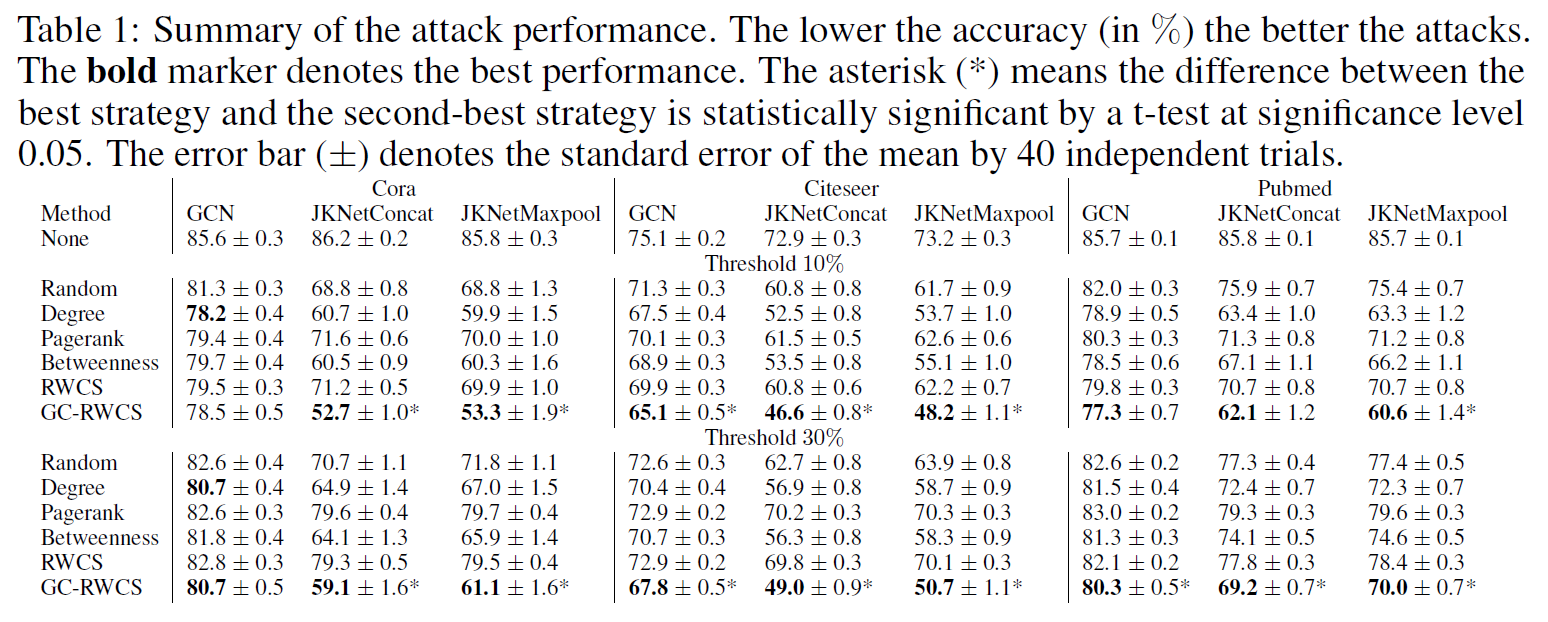 Table 1: Summary of the attack performance. The lower the accuracy (in %) the better the attacks.
The bold marker denotes the best performance. The asterisk (*) means the difference between the
best strategy and the second-best strategy is statistically significant by a t-test at significance level
0.05. The error bar (±) denotes the standard error of the mean by 40 independent trials.
Cora Citeseer Pubmed
Method GCN JKNetConcat JKNetMaxpool GCN JKNetConcat JKNetMaxpool GCN JKNetConcat JKNetMaxpool
None 85.6 ± 0.3 86.2 ± 0.2 85.8 ± 0.3 75.1 ± 0.2 72.9 ± 0.3 73.2 ± 0.3 85.7 ± 0.1 85.8 ± 0.1 85.7 ± 0.1
Threshold 10%
Random 81.3 ± 0.3 68.8 ± 0.8 68.8 ± 1.3 71.3 ± 0.3 60.8 ± 0.8 61.7 ± 0.9 82.0 ± 0.3 75.9 ± 0.7 75.4 ± 0.7
Degree 78.2 ± 0.4 60.7 ± 1.0 59.9 ± 1.5 67.5 ± 0.4 52.5 ± 0.8 53.7 ± 1.0 78.9 ± 0.5 63.4 ± 1.0 63.3 ± 1.2
Pagerank 79.4 ± 0.4 71.6 ± 0.6 70.0 ± 1.0 70.1 ± 0.3 61.5 ± 0.5 62.6 ± 0.6 80.3 ± 0.3 71.3 ± 0.8 71.2 ± 0.8
Betweenness 79.7 ± 0.4 60.5 ± 0.9 60.3 ± 1.6 68.9 ± 0.3 53.5 ± 0.8 55.1 ± 1.0 78.5 ± 0.6 67.1 ± 1.1 66.2 ± 1.1
RWCS 79.5 ± 0.3 71.2 ± 0.5 69.9 ± 1.0 69.9 ± 0.3 60.8 ± 0.6 62.2 ± 0.7 79.8 ± 0.3 70.7 ± 0.8 70.7 ± 0.8
GC-RWCS 78.5 ± 0.5 52.7 ± 1.0* 53.3 ± 1.9* 65.1 ± 0.5* 46.6 ± 0.8* 48.2 ± 1.1* 77.3 ± 0.7 62.1 ± 1.2 60.6 ± 1.4*
Threshold 30%
Random 82.6 ± 0.4 70.7 ± 1.1 71.8 ± 1.1 72.6 ± 0.3 62.7 ± 0.8 63.9 ± 0.8 82.6 ± 0.2 77.3 ± 0.4 77.4 ± 0.5
Degree 80.7 ± 0.4 64.9 ± 1.4 67.0 ± 1.5 70.4 ± 0.4 56.9 ± 0.8 58.7 ± 0.9 81.5 ± 0.4 72.4 ± 0.7 72.3 ± 0.7
Pagerank 82.6 ± 0.3 79.6 ± 0.4 79.7 ± 0.4 72.9 ± 0.2 70.2 ± 0.3 70.3 ± 0.3 83.0 ± 0.2 79.3 ± 0.3 79.6 ± 0.3
Betweenness 81.8 ± 0.4 64.1 ± 1.3 65.9 ± 1.4 70.7 ± 0.3 56.3 ± 0.8 58.3 ± 0.9 81.3 ± 0.3 74.1 ± 0.5 74.6 ± 0.5
RWCS 82.8 ± 0.3 79.3 ± 0.5 79.5 ± 0.4 72.9 ± 0.2 69.8 ± 0.3 70.1 ± 0.3 82.1 ± 0.2 77.8 ± 0.3 78.4 ± 0.3
GC-RWCS 80.7 ± 0.5 59.1 ± 1.6* 61.1 ± 1.6* 67.8 ± 0.5* 49.0 ± 0.9* 50.7 ± 1.1* 80.3 ± 0.5* 69.2 ± 0.7* 70.0 ± 0.7*